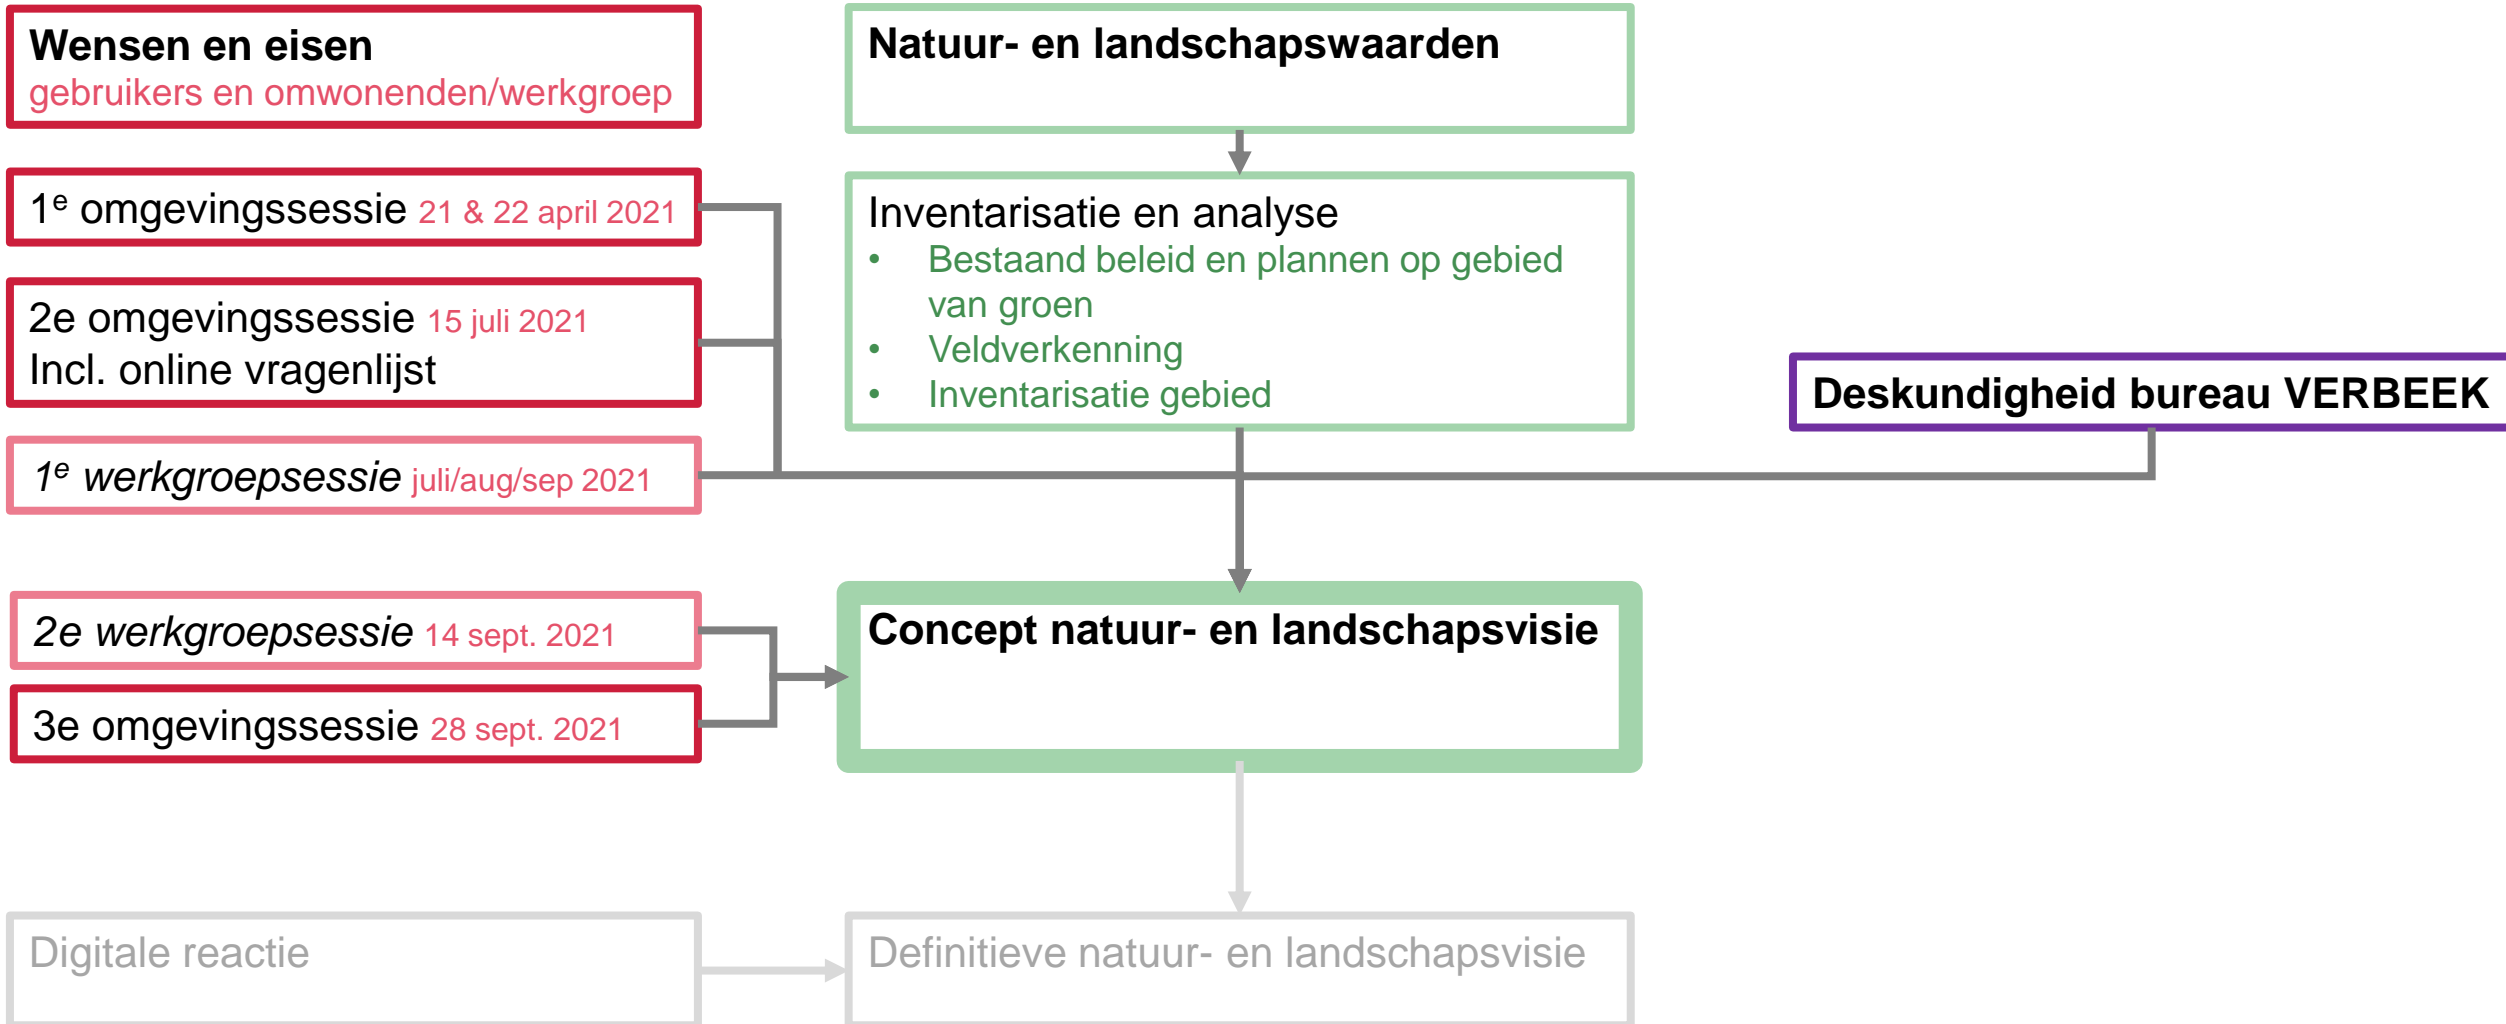 Wensen en eisen
gebruikers en omwonenden/werkgroep
1e omgevingssessie 21 & 22 april 2021
2e omgevingssessie 15 juli 2021
Incl. online vragenlijst
1e werkgroepsessie juli/aug/sep 2021
2e werkgroepsessie 14 sept. 2021
3e omgevingssessie 28 sept. 2021
Digitale reactie
Natuur- en landschapswaarden
Inventarisatie en analyse
• Bestaand beleid en plannen op gebied
van groen
• Veldverkenning
• Inventarisatie gebied
Concept natuur- en landschapsvisie
Definitieve natuur- en landschapsvisie
Deskundigheid bureau VERBEEK